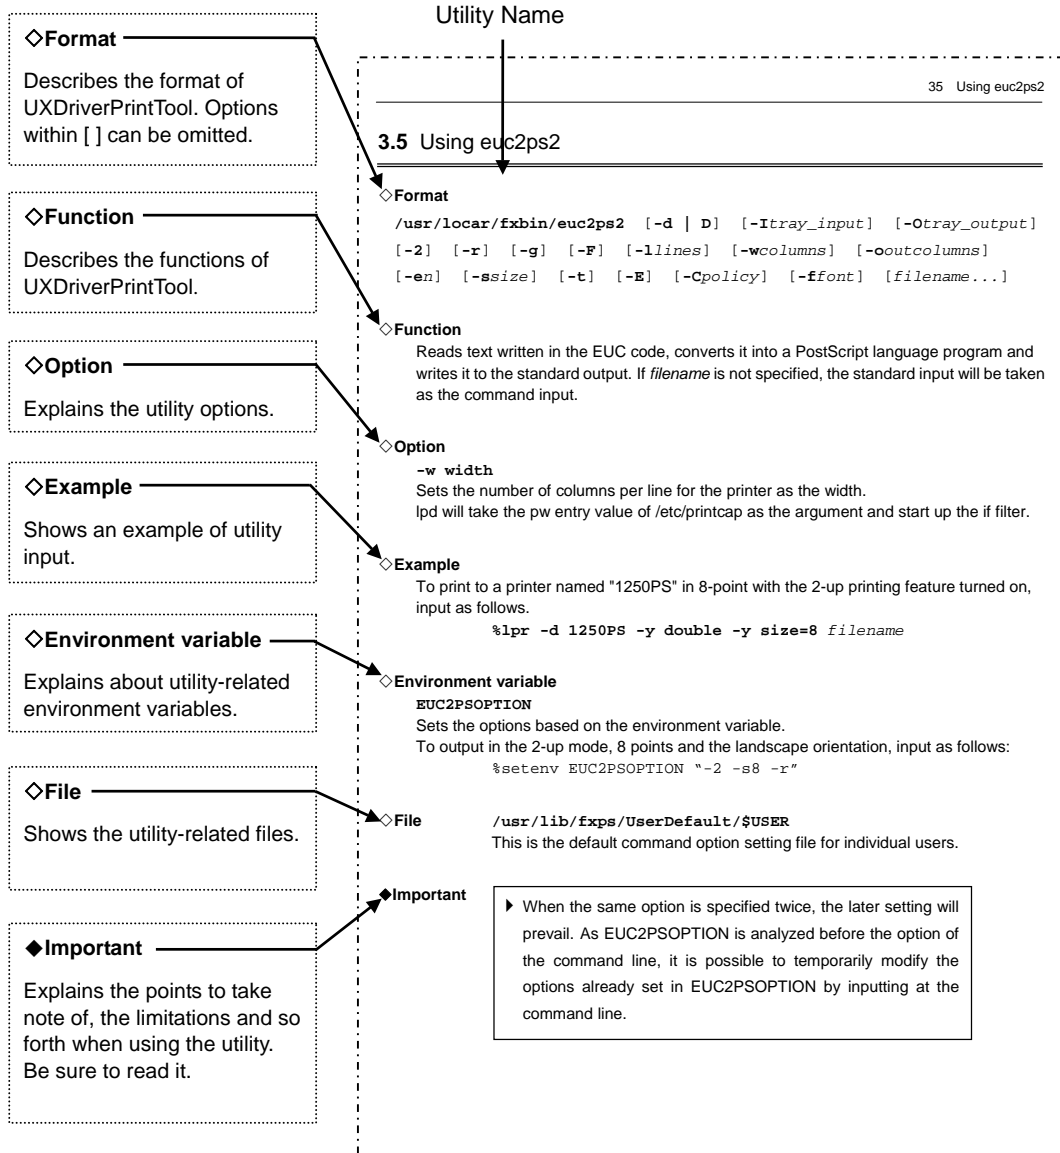 Utility Name
◇Format
Describes the format of
UXDriverPrintTool. Options
within [ ] can be omitted.
◇Function
Describes the functions of
UXDriverPrintTool.
◇Option
Explains the utility options.
◇Example
Shows an example of utility
input.
◇Environment variable
Explains about utility-related
environment variables.
◇File
Shows the utility-related files.
◆Important
Explains the points to take
note of, the limitations and so
forth when using the utility.
Be sure to read it.
35 Using euc2ps2
3.5 Using euc2ps2
◇Format
/usr/locar/fxbin/euc2ps2 [-d | D] [-Itray_input] [-Otray_output]
[-2] [-r] [-g] [-F] [-llines] [-wcolumns] [-ooutcolumns]
[-en] [-ssize] [-t] [-E] [-Cpolicy] [-ffont] [filename...]
◇Function
Reads text written in the EUC code, converts it into a PostScript language program and
writes it to the standard output. If filename is not specified, the standard input will be taken
as the command input.
◇Option
-w width
Sets the number of columns per line for the printer as the width.
lpd will take the pw entry value of /etc/printcap as the argument and start up the if filter.
◇Example
To print to a printer named "1250PS" in 8-point with the 2-up printing feature turned on,
input as follows.
%lpr -d 1250PS -y double -y size=8 filename
◇Environment variable
EUC2PSOPTION
Sets the options based on the environment variable.
To output in the 2-up mode, 8 points and the landscape orientation, input as follows:
%setenv EUC2PSOPTION “-2 -s8 -r”
◇File /usr/lib/fxps/UserDefault/$USER
This is the default command option setting file for individual users.
◆Important
When the same option is specified twice, the later setting will
prevail. As EUC2PSOPTION is analyzed before the option of
the command line, it is possible to temporarily modify the
options already set in EUC2PSOPTION by inputting at the
command line.